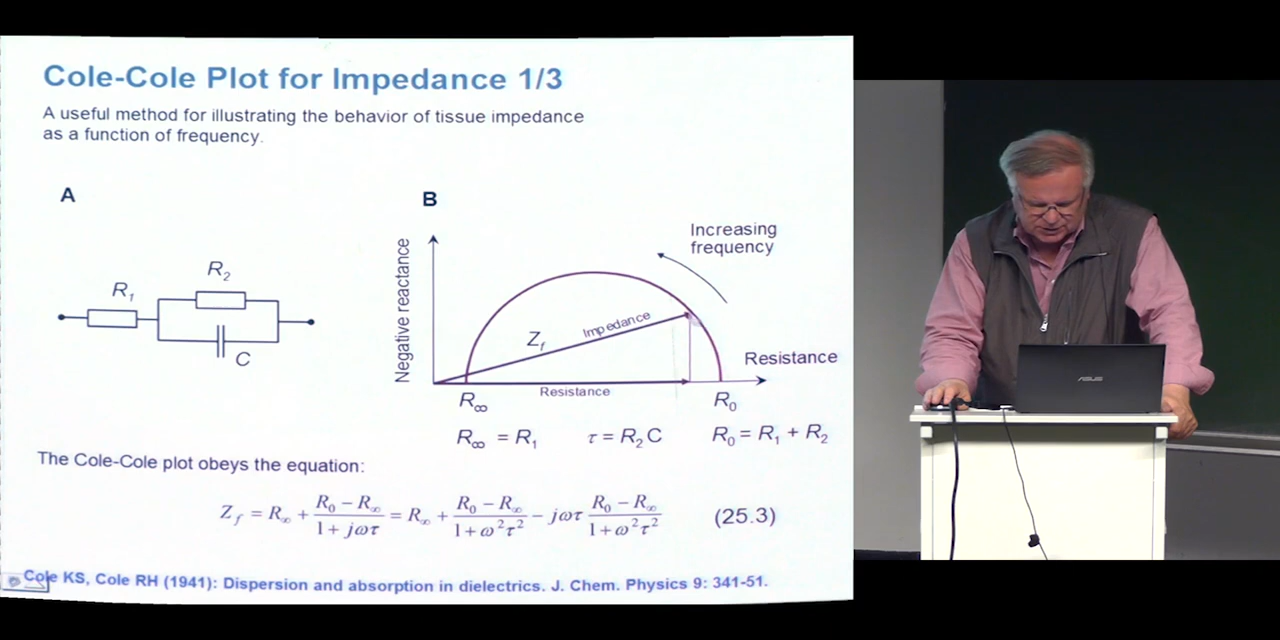 Cole-Cole Plot for Impedance 1/3
A useful method for illustrating the behavior of tissue impedance
as a function of frequency.
A
B
R₁
R₂
C
Negative reactance
Increasing
frequency
Z_f
Impedance
Resistance
Resistance
R∞
R₀
R∞ = R₁
τ = R₂C
R₀ = R₁ + R₂
The Cole-Cole plot obeys the equation:
Z_f = R∞ + (R₀ − R∞)/(1 + jωτ) = R∞ + (R₀ − R∞)/(1 + ω²τ²) − jωτ (R₀ − R∞)/(1 + ω²τ²) (25.3)
Cole KS, Cole RH (1941): Dispersion and absorption in dielectrics. J. Chem. Physics 9: 341-51.
ASUS